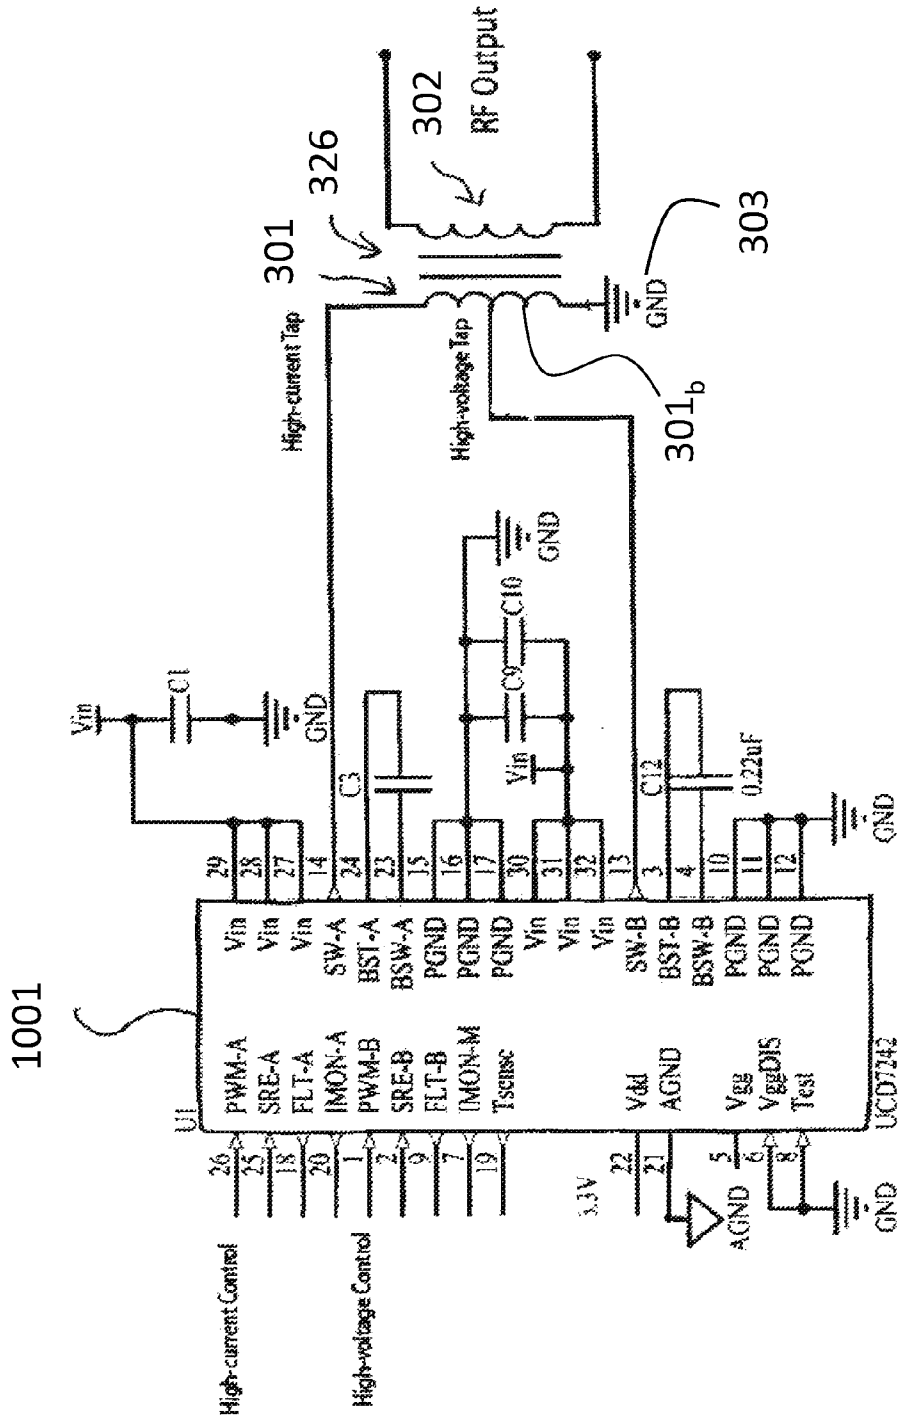 1001
U1
UCD7242
High-current Control
High-voltage Control
26 PWM-A
25 SRE-A
18 FLT-A
20 IMON-A
1 PWM-B
2 SRE-B
9 FLT-B
7 IMON-M
19 Tsense
3.3V
22 Vdd
21 AGND
5 Vgg
6 VggDIS
8 Test
AGND
GND
Vin 29
Vin 28
Vin 27
SW-A 14
BST-A 24
BSW-A 23
PGND 15
PGND 16
PGND 17
Vin 30
Vin 31
Vin 32
SW-B 13
BST-B 3
BSW-B 4
PGND 10
PGND 11
PGND 12
GND
Vin
C1
GND
C3
Vin
C9
C10
GND
C12
0.22uF
High-current Tap
High-voltage Tap
301
326
302
RF Output
301b
GND
303